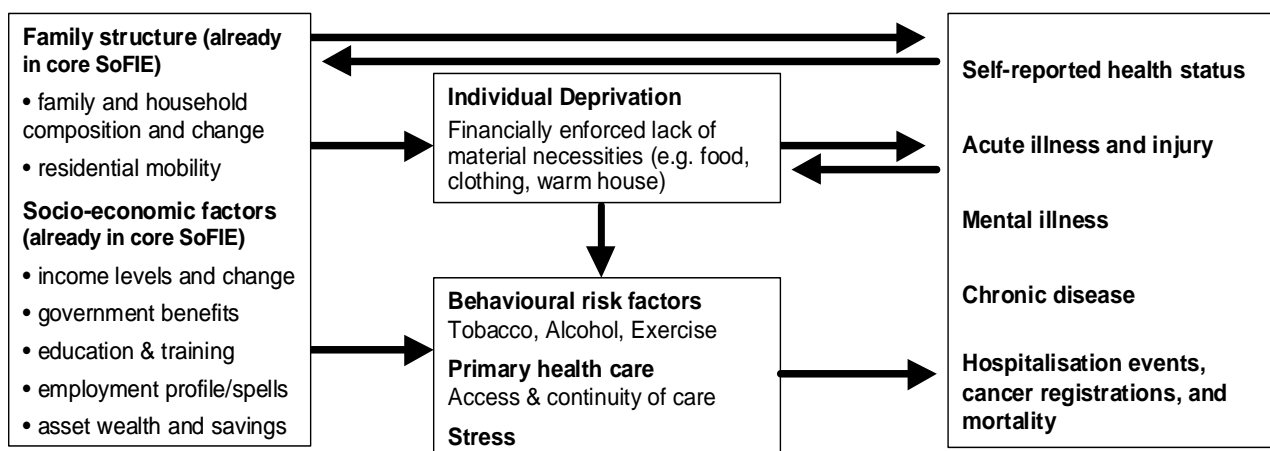 Family structure (already
in core SoFIE)
• family and household
composition and change
• residential mobility
Socio-economic factors
(already in core SoFIE)
• income levels and change
• government benefits
• education & training
• employment profile/spells
• asset wealth and savings
Individual Deprivation
Financially enforced lack of
material necessities (e.g. food,
clothing, warm house)
Behavioural risk factors
Tobacco, Alcohol, Exercise
Primary health care
Access & continuity of care
Stress
Self-reported health status
Acute illness and injury
Mental illness
Chronic disease
Hospitalisation events,
cancer registrations, and
mortality